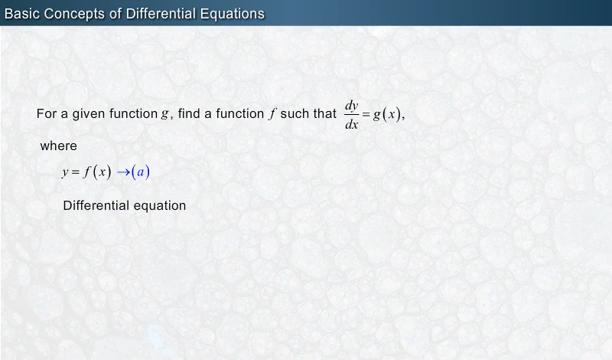 Basic Concepts of Differential Equations
For a given function g, find a function f such that dy/dx = g(x),
where
y = f(x) →(a)
Differential equation